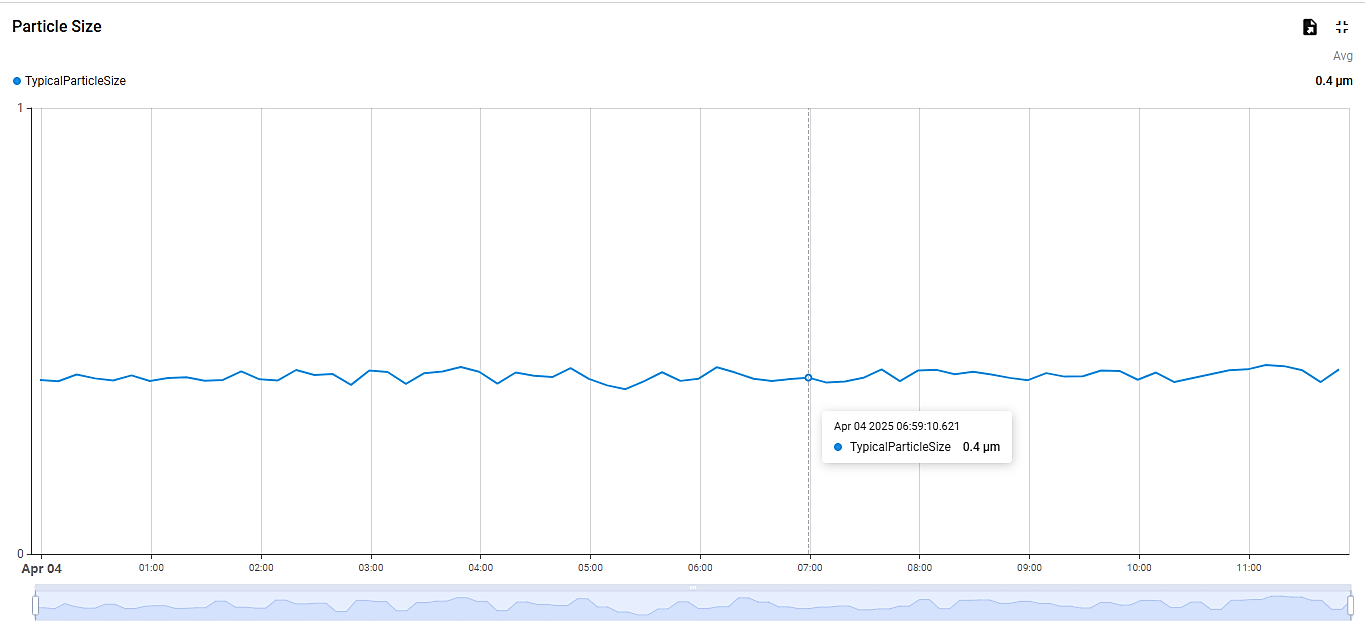 Particle Size
Avg
TypicalParticleSize 0.4 µm
1
Apr 04 2025 06:59:10.621
TypicalParticleSize 0.4 µm
0
Apr 04 01:00 02:00 03:00 04:00 05:00 06:00 07:00 08:00 09:00 10:00 11:00